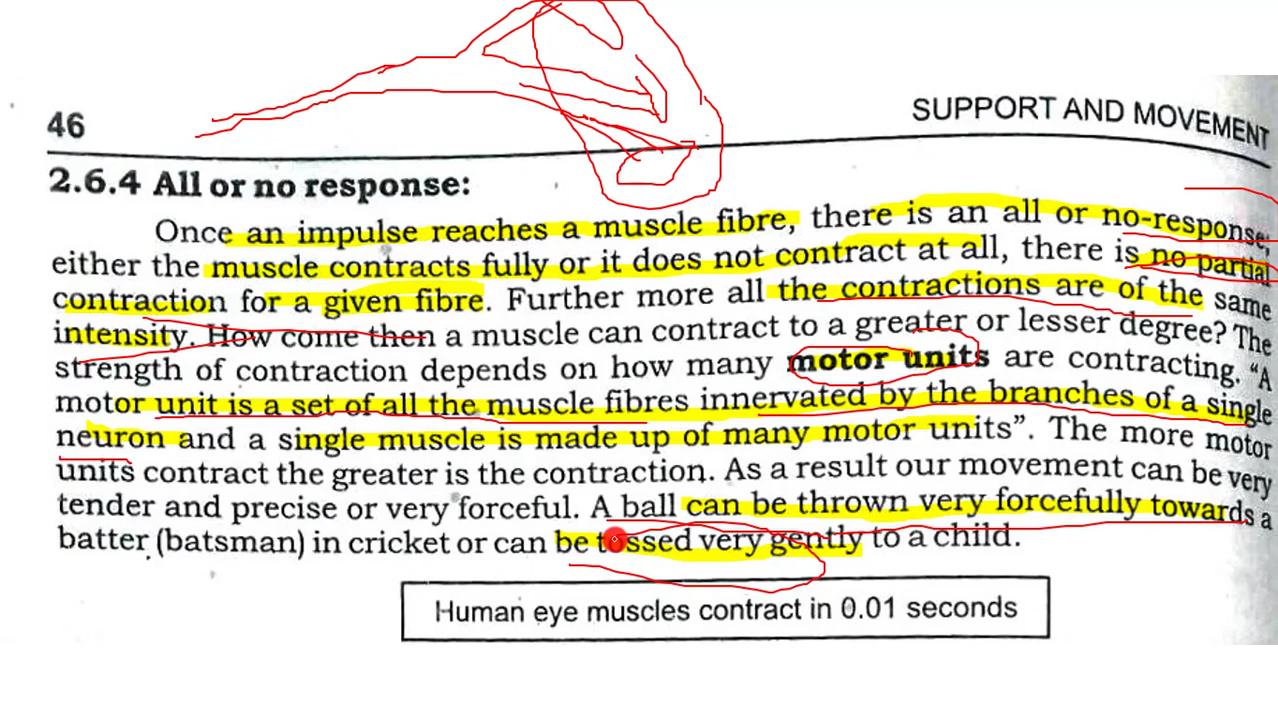 46
SUPPORT AND MOVEMENT
2.6.4 All or no response:
Once an impulse reaches a muscle fibre, there is an all or no-response;
either the muscle contracts fully or it does not contract at all, there is no partial
contraction for a given fibre. Further more all the contractions are of the same
intensity. How come then a muscle can contract to a greater or lesser degree? The
strength of contraction depends on how many motor units are contracting. “A
motor unit is a set of all the muscle fibres innervated by the branches of a single
neuron and a single muscle is made up of many motor units”. The more motor
units contract the greater is the contraction. As a result our movement can be very
tender and precise or very forceful. A ball can be thrown very forcefully towards a
batter (batsman) in cricket or can be tossed very gently to a child.
Human eye muscles contract in 0.01 seconds